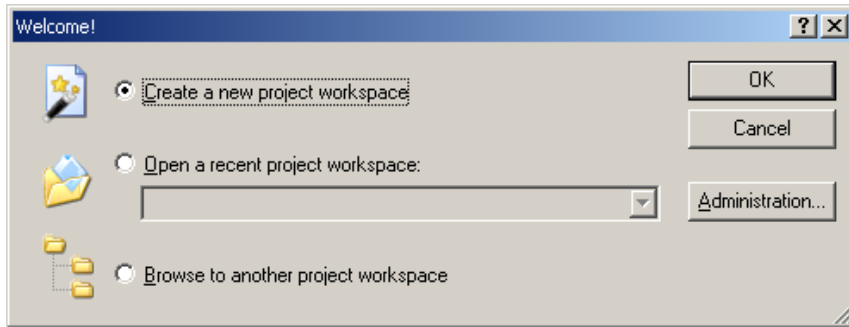 Welcome!
Create a new project workspace
OK
Cancel
Open a recent project workspace:
Administration...
Browse to another project workspace